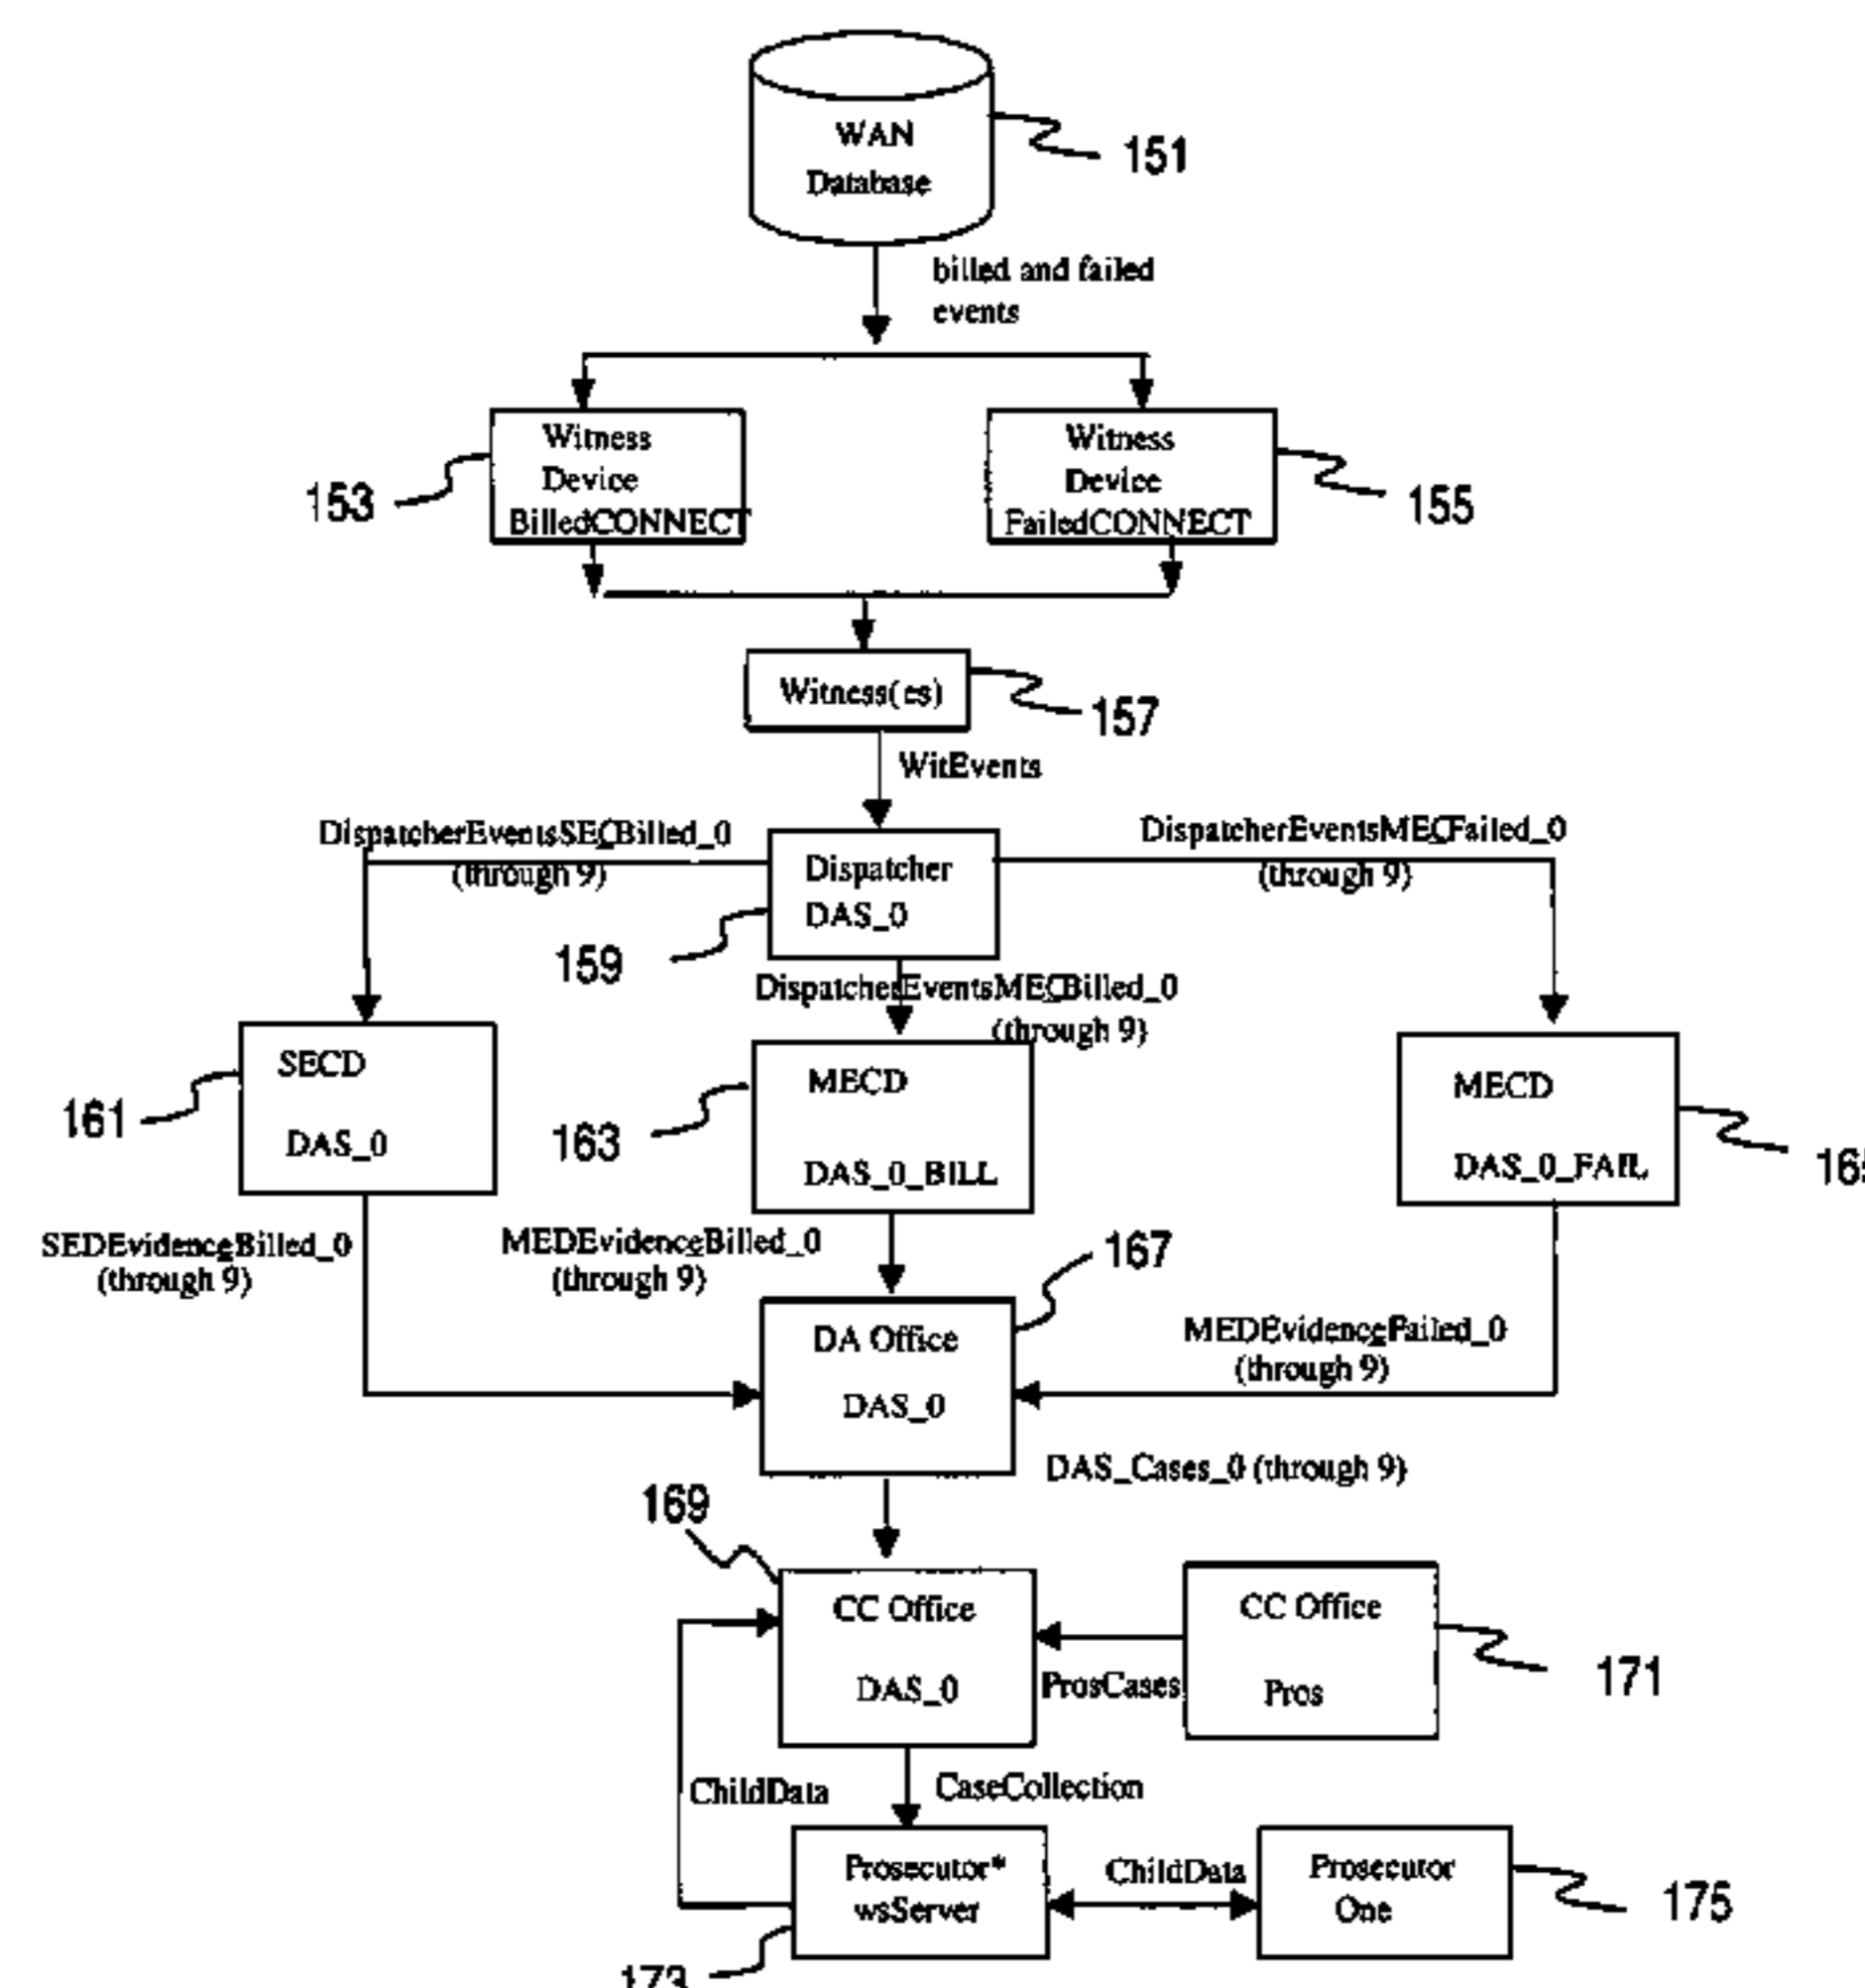 WAN
Database
151
billed and failed
events
Witness
Device
BilledCONNECT
153
Witness
Device
FailedCONNECT
155
Witness(es)
157
WitEvents
DispatcherEventsSECBilled_0
(through 9)
DispatcherEventsMECFailed_0
(through 9)
Dispatcher
DAS_0
159
DispatcherEventsMECBilled_0
(through 9)
SECD
DAS_0
161
MECD
DAS_0_BILL
163
MECD
DAS_0_FAIL
SEDEvidenceBilled_0
(through 9)
MEDEvidenceBilled_0
(through 9)
167
DA Office
DAS_0
MEDEvidenceFailed_0
(through 9)
DAS_Cases_0 (through 9)
169
CC Office
DAS_0
ProsCases
CC Office
Pros
171
ChildData
CaseCollection
Prosecutor*
wsServer
ChildData
Prosecutor
One
175
173